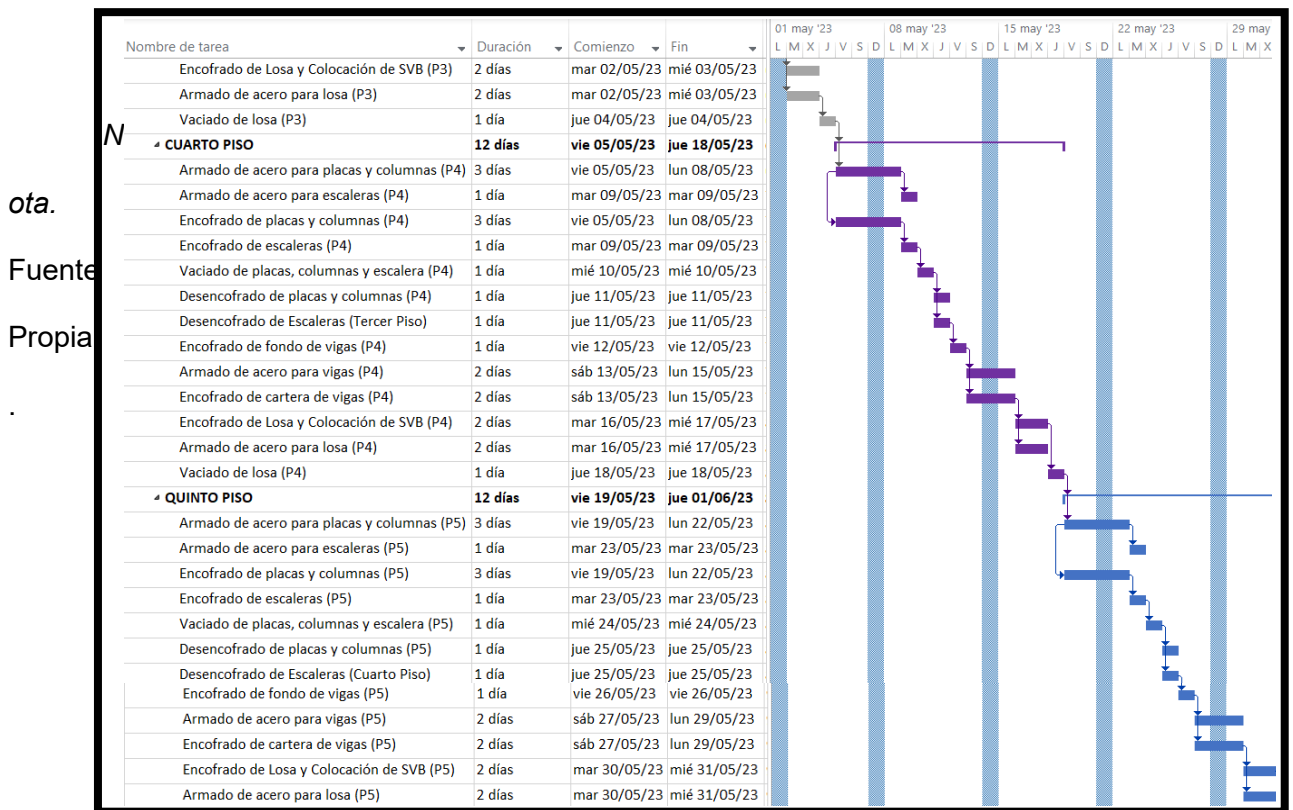 01 may '23 08 may '23 15 may '23 22 may '23 29 may
Nombre de tarea Duración Comienzo Fin L M X J V S D L M X J V S D L M X J V S D L M X J V S D L M X
Encofrado de Losa y Colocación de SVB (P3) 2 días mar 02/05/23 mié 03/05/23
Armado de acero para losa (P3) 2 días mar 02/05/23 mié 03/05/23
Vaciado de losa (P3) 1 día jue 04/05/23 jue 04/05/23
N
CUARTO PISO 12 días vie 05/05/23 jue 18/05/23
Armado de acero para placas y columnas (P4) 3 días vie 05/05/23 lun 08/05/23
Armado de acero para escaleras (P4) 1 día mar 09/05/23 mar 09/05/23
ota.
Encofrado de placas y columnas (P4) 3 días vie 05/05/23 lun 08/05/23
Encofrado de escaleras (P4) 1 día mar 09/05/23 mar 09/05/23
Fuente
Vaciado de placas, columnas y escalera (P4) 1 día mié 10/05/23 mié 10/05/23
Desencofrado de placas y columnas (P4) 1 día jue 11/05/23 jue 11/05/23
Desencofrado de Escaleras (Tercer Piso) 1 día jue 11/05/23 jue 11/05/23
Propia
Encofrado de fondo de vigas (P4) 1 día vie 12/05/23 vie 12/05/23
Armado de acero para vigas (P4) 2 días sáb 13/05/23 lun 15/05/23
Encofrado de cartera de vigas (P4) 2 días sáb 13/05/23 lun 15/05/23
.
Encofrado de Losa y Colocación de SVB (P4) 2 días mar 16/05/23 mié 17/05/23
Armado de acero para losa (P4) 2 días mar 16/05/23 mié 17/05/23
Vaciado de losa (P4) 1 día jue 18/05/23 jue 18/05/23
QUINTO PISO 12 días vie 19/05/23 jue 01/06/23
Armado de acero para placas y columnas (P5) 3 días vie 19/05/23 lun 22/05/23
Armado de acero para escaleras (P5) 1 día mar 23/05/23 mar 23/05/23
Encofrado de placas y columnas (P5) 3 días vie 19/05/23 lun 22/05/23
Encofrado de escaleras (P5) 1 día mar 23/05/23 mar 23/05/23
Vaciado de placas, columnas y escalera (P5) 1 día mié 24/05/23 mié 24/05/23
Desencofrado de placas y columnas (P5) 1 día jue 25/05/23 jue 25/05/23
Desencofrado de Escaleras (Cuarto Piso) 1 día jue 25/05/23 jue 25/05/23
Encofrado de fondo de vigas (P5) 1 día vie 26/05/23 vie 26/05/23
Armado de acero para vigas (P5) 2 días sáb 27/05/23 lun 29/05/23
Encofrado de cartera de vigas (P5) 2 días sáb 27/05/23 lun 29/05/23
Encofrado de Losa y Colocación de SVB (P5) 2 días mar 30/05/23 mié 31/05/23
Armado de acero para losa (P5) 2 días mar 30/05/23 mié 31/05/23